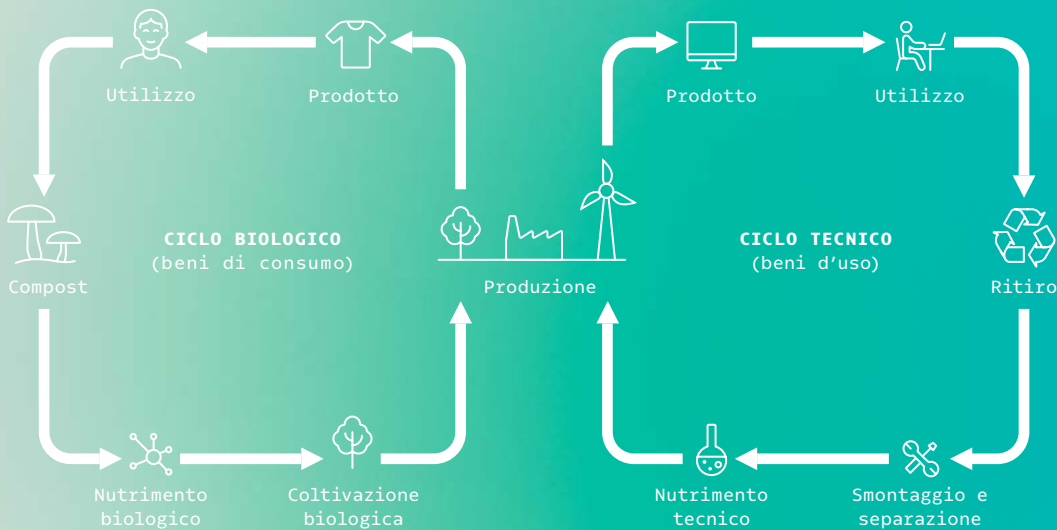 Utilizzo
Prodotto
Prodotto
Utilizzo
CICLO BIOLOGICO
(beni di consumo)
CICLO TECNICO
(beni d'uso)
Compost
Produzione
Ritiro
Nutrimento
biologico
Coltivazione
biologica
Nutrimento
tecnico
Smontaggio e
separazione